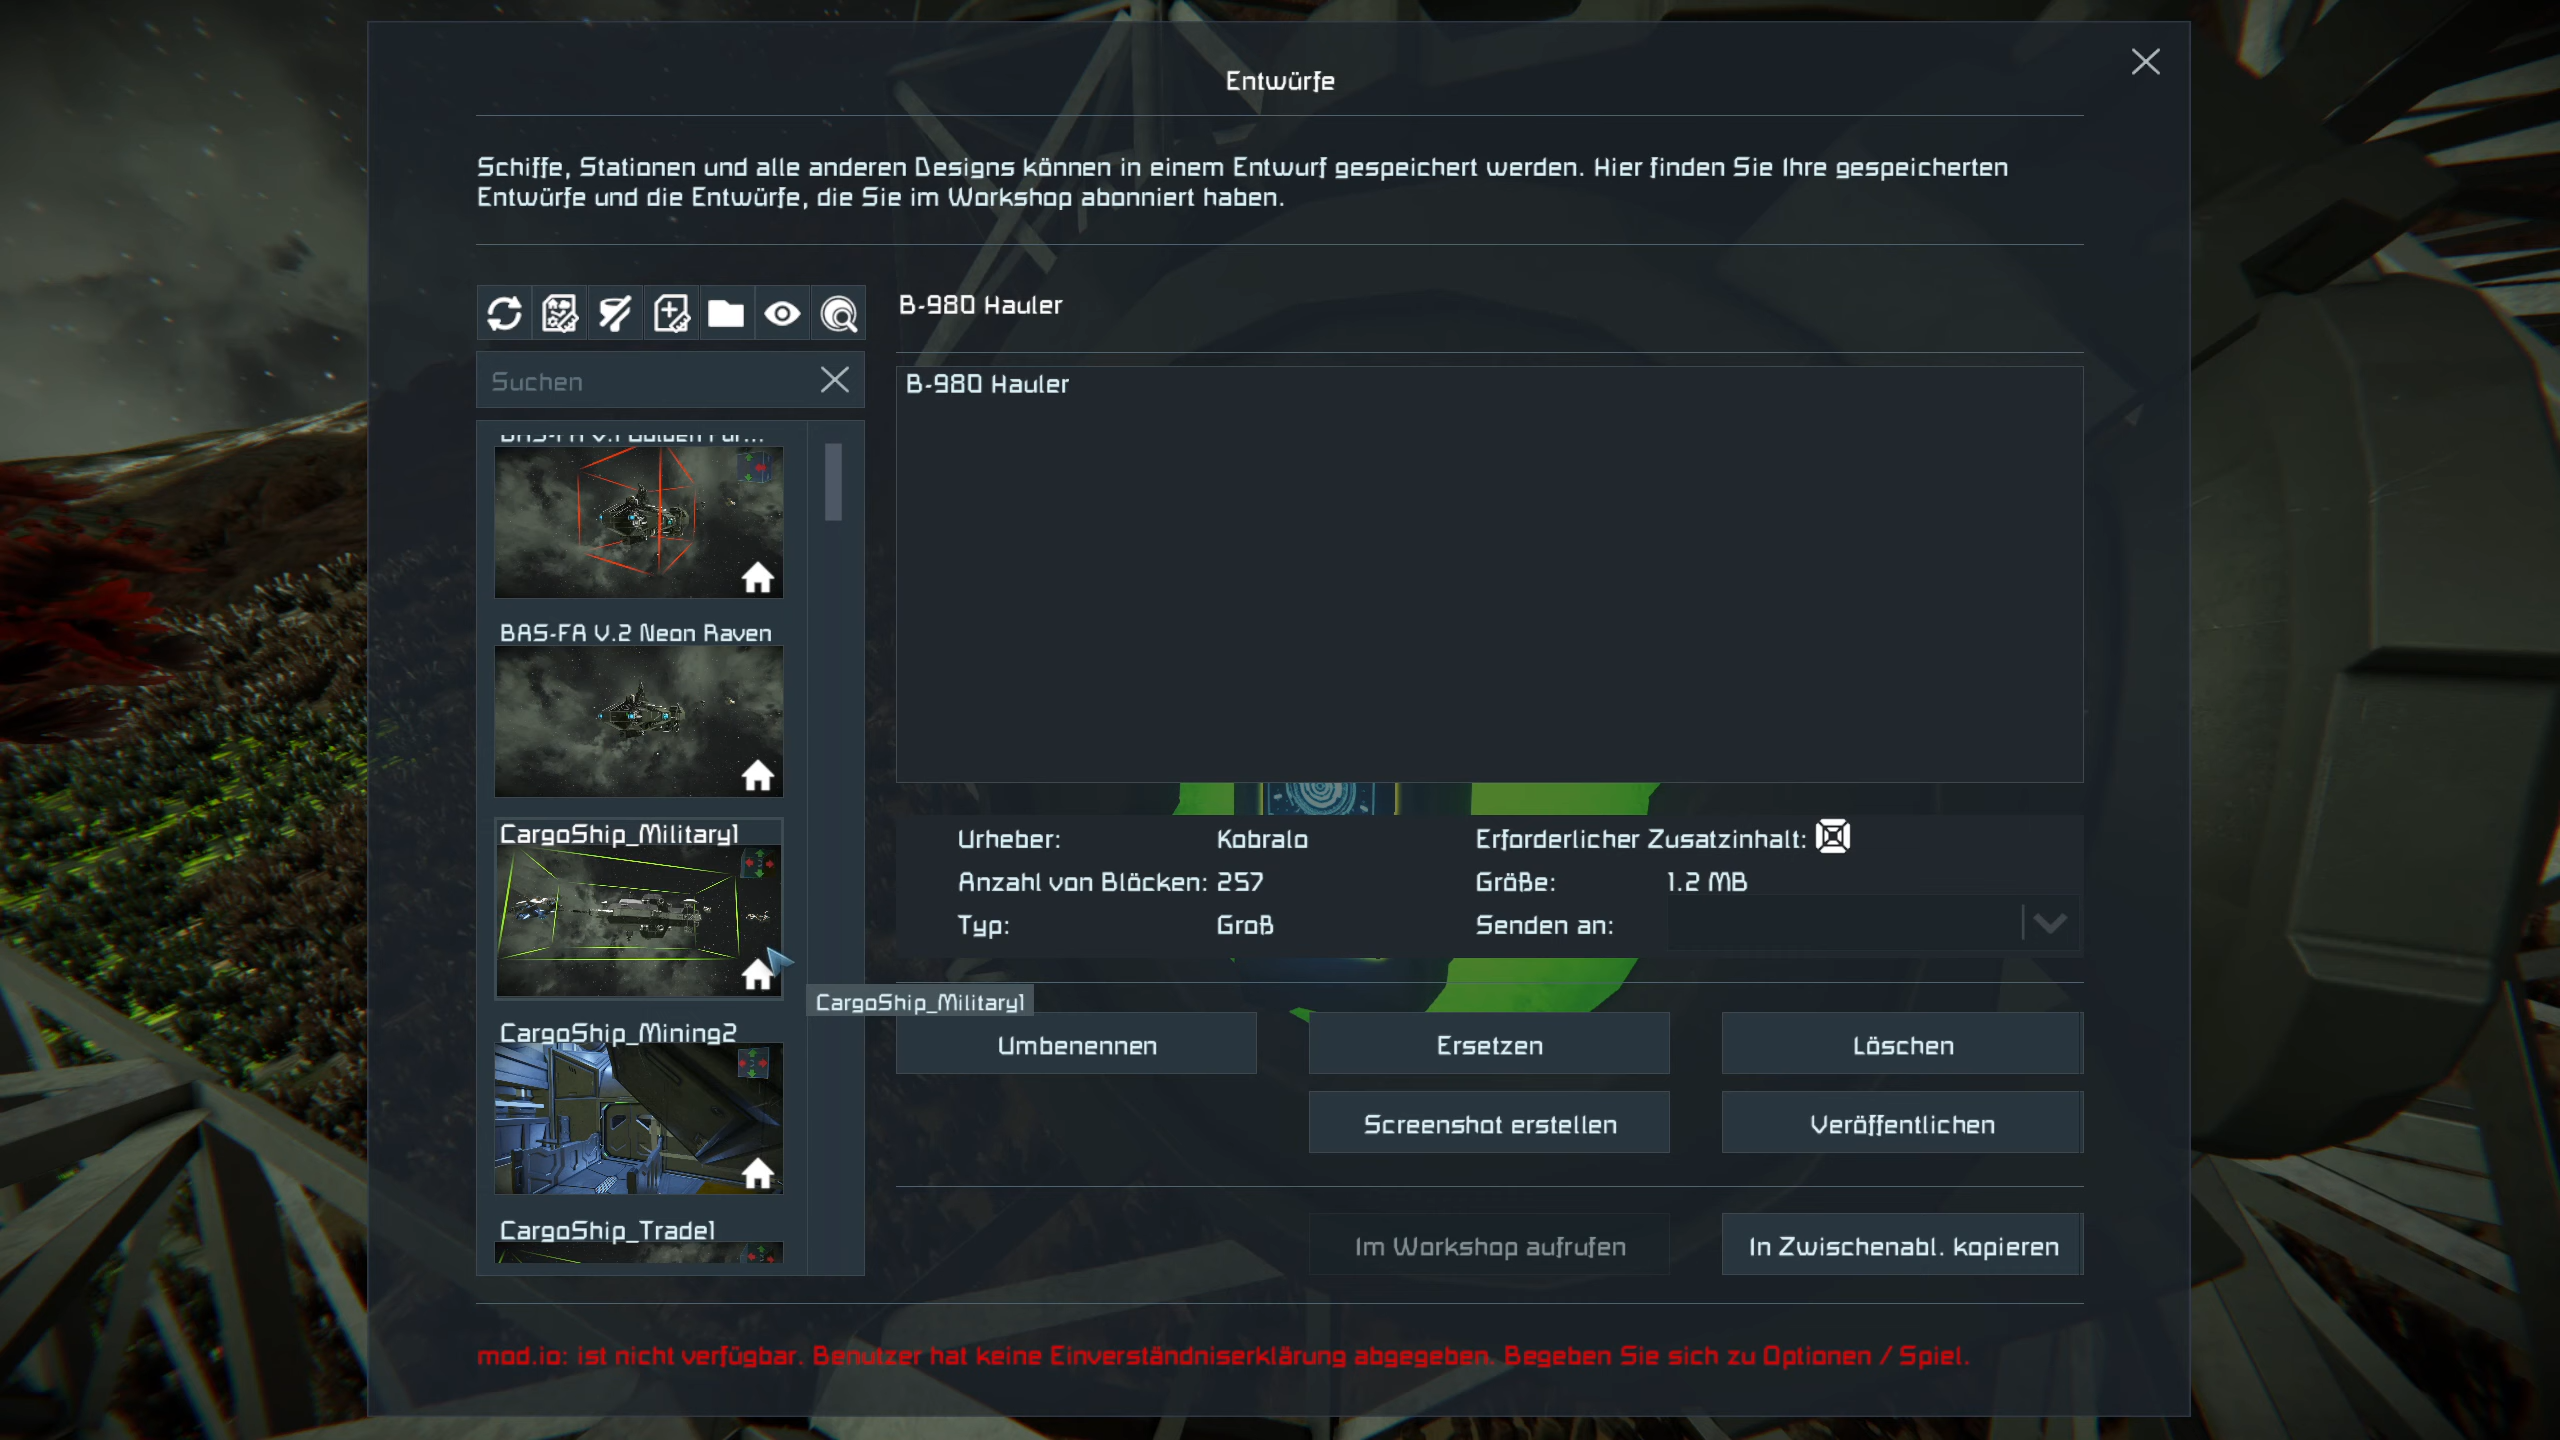 Entwürfe
Schiffe, Stationen und alle anderen Designs können in einem Entwurf gespeichert werden. Hier finden Sie Ihre gespeicherten
Entwürfe und die Entwürfe, die Sie im Workshop abonniert haben.
B-980 Hauler
Suchen
B-980 Hauler
BAS-FA V.2 Neon Raven
CargoShip_Military1
CargoShip_Military1
CargoShip_Mining2
CargoShip_Trade1
Urheber: Kobralo Erforderlicher Zusatzinhalt:
Anzahl von Blöcken: 257 Größe: 1.2 MB
Typ: Groß Senden an:
Umbenennen Ersetzen Löschen
Screenshot erstellen Veröffentlichen
Im Workshop aufrufen In Zwischenabl. kopieren
mod.io: ist nicht verfügbar. Benutzer hat keine Einverständniserklärung abgegeben. Begeben Sie sich zu Optionen / Spiel.